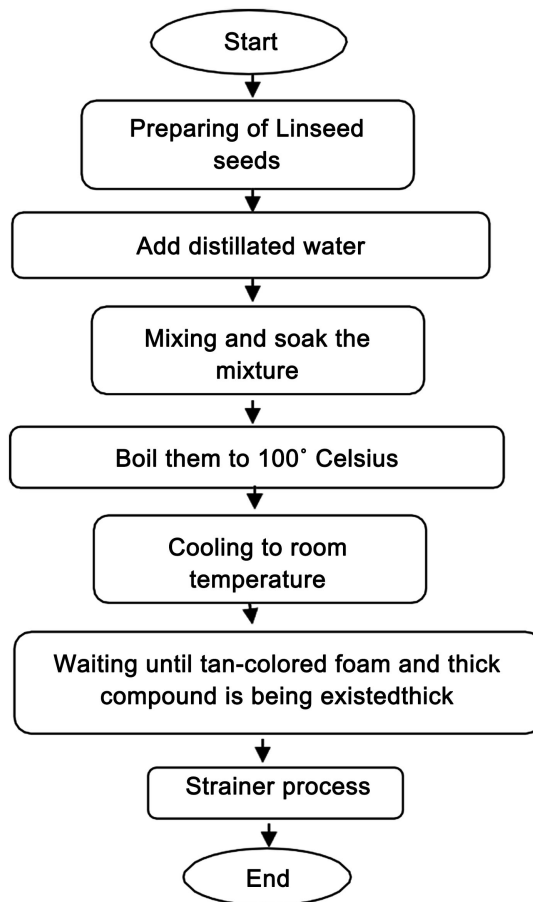 Start
Preparing of Linseed
seeds
Add distillated water
Mixing and soak the
mixture
Boil them to 100˚ Celsius
Cooling to room
temperature
Waiting until tan-colored foam and thick
compound is being existedthick
Strainer process
End